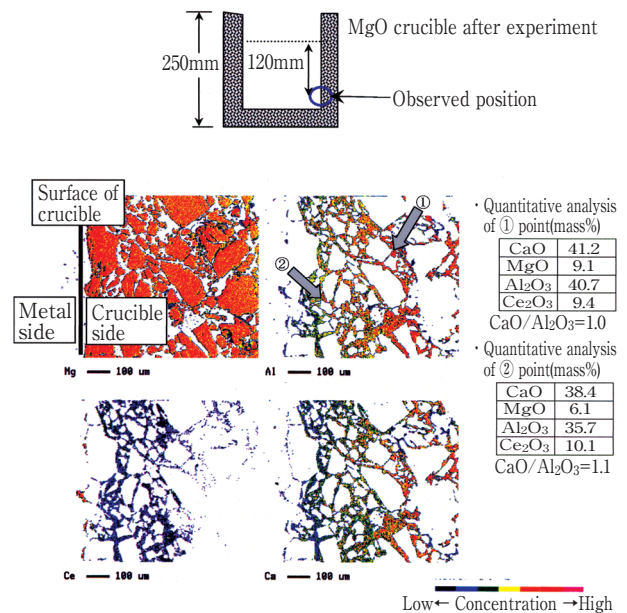 MgO crucible after experiment
250mm
120mm
Observed position
Surface of
crucible
Metal
side
Crucible
side
Mg 100 um
①
②
Al 100 um
・Quantitative analysis
of ① point(mass%)
CaO 41.2
MgO 9.1
Al₂O₃ 40.7
Ce₂O₃ 9.4
CaO/Al₂O₃=1.0
・Quantitative analysis
of ② point(mass%)
CaO 38.4
MgO 6.1
Al₂O₃ 35.7
Ce₂O₃ 10.1
CaO/Al₂O₃=1.1
Ce 100 um
Ca 100 um
Low← Concentration →High